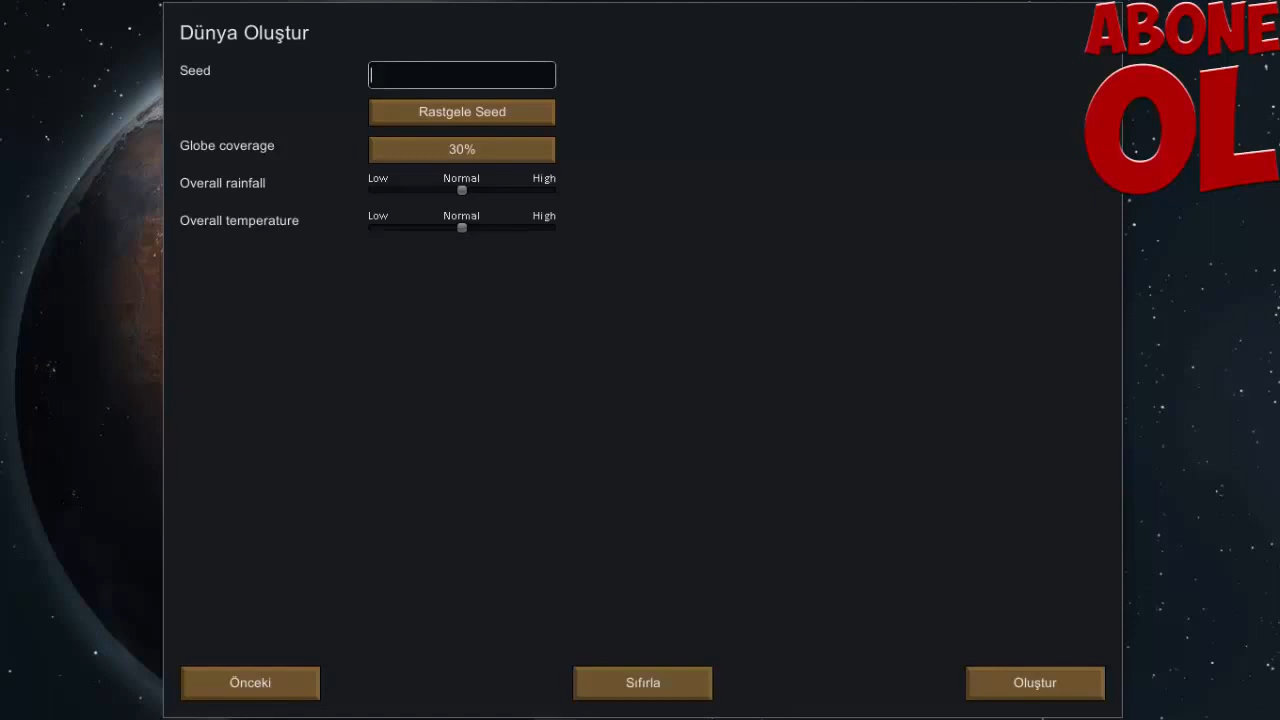 Dünya Oluştur
Seed
Rastgele Seed
Globe coverage
30%
Overall rainfall
Low Normal High
Overall temperature
Low Normal High
Önceki
Sıfırla
Oluştur
ABONE
OL